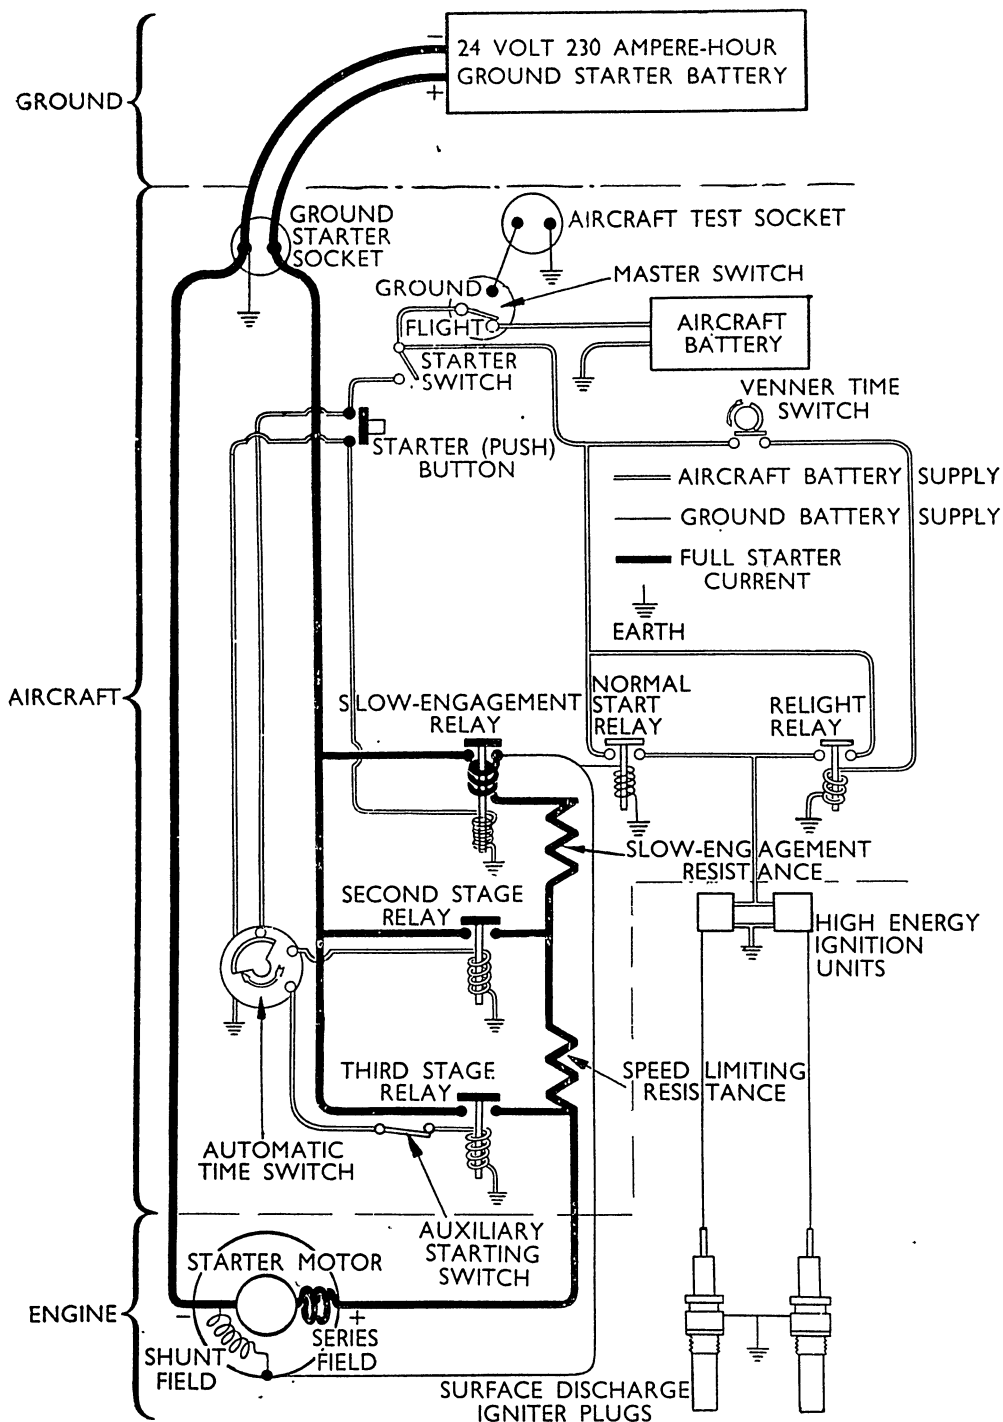 24 VOLT 230 AMPERE-HOUR
GROUND STARTER BATTERY
−
+
GROUND
GROUND
STARTER
SOCKET
AIRCRAFT TEST SOCKET
MASTER SWITCH
GROUND
FLIGHT
AIRCRAFT
BATTERY
STARTER
SWITCH
VENNER TIME
SWITCH
STARTER (PUSH)
BUTTON
AIRCRAFT BATTERY SUPPLY
GROUND BATTERY SUPPLY
FULL STARTER
CURRENT
EARTH
AIRCRAFT
SLOW-ENGAGEMENT
RELAY
NORMAL
START
RELAY
RELIGHT
RELAY
SLOW-ENGAGEMENT
RESISTANCE
SECOND STAGE
RELAY
HIGH ENERGY
IGNITION
UNITS
THIRD STAGE
RELAY
SPEED LIMITING
RESISTANCE
AUTOMATIC
TIME SWITCH
AUXILIARY
STARTING
SWITCH
ENGINE
STARTER MOTOR
−
+
SHUNT
FIELD
SERIES
FIELD
SURFACE DISCHARGE
IGNITER PLUGS